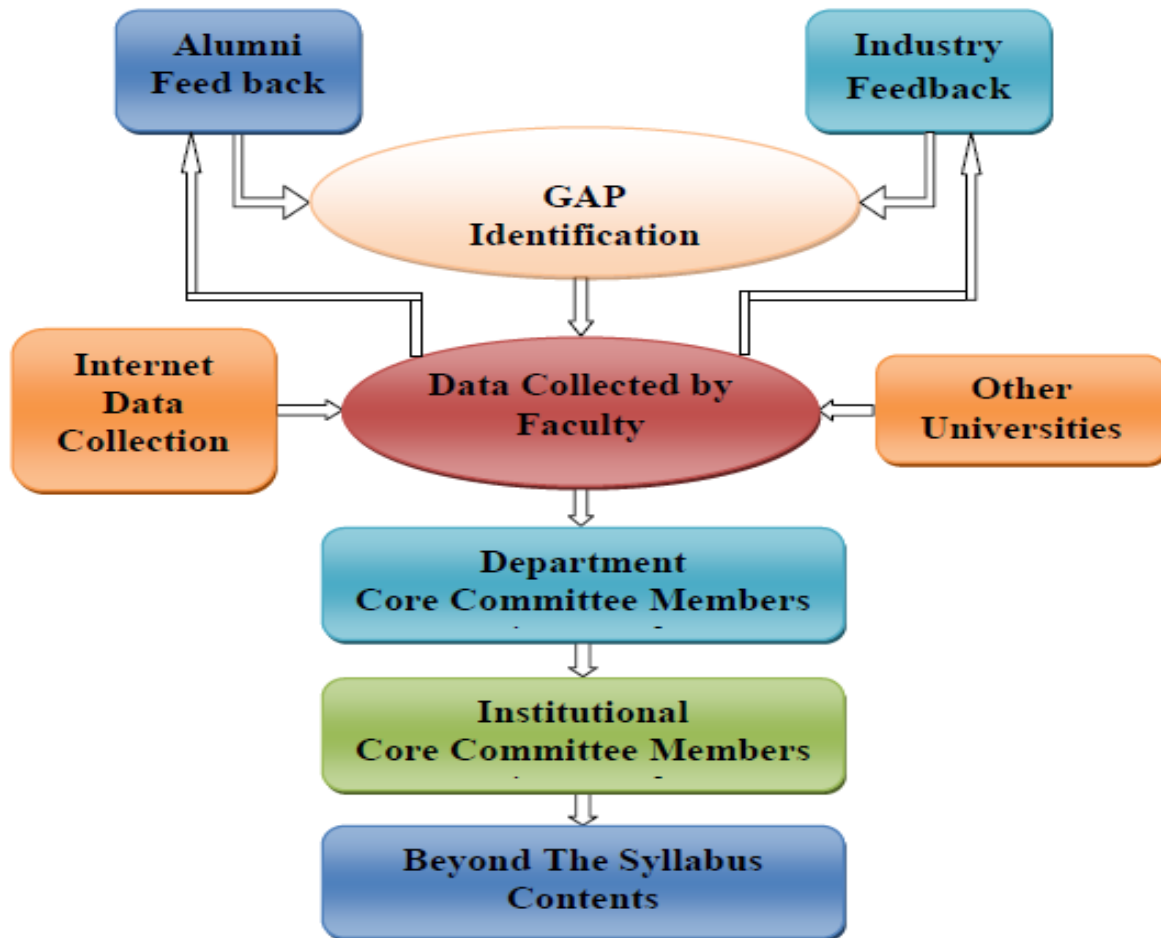 Alumni
Feed back
Industry
Feedback
GAP
Identification
Internet
Data
Collection
Data Collected by
Faculty
Other
Universities
Department
Core Committee Members
Institutional
Core Committee Members
Beyond The Syllabus
Contents